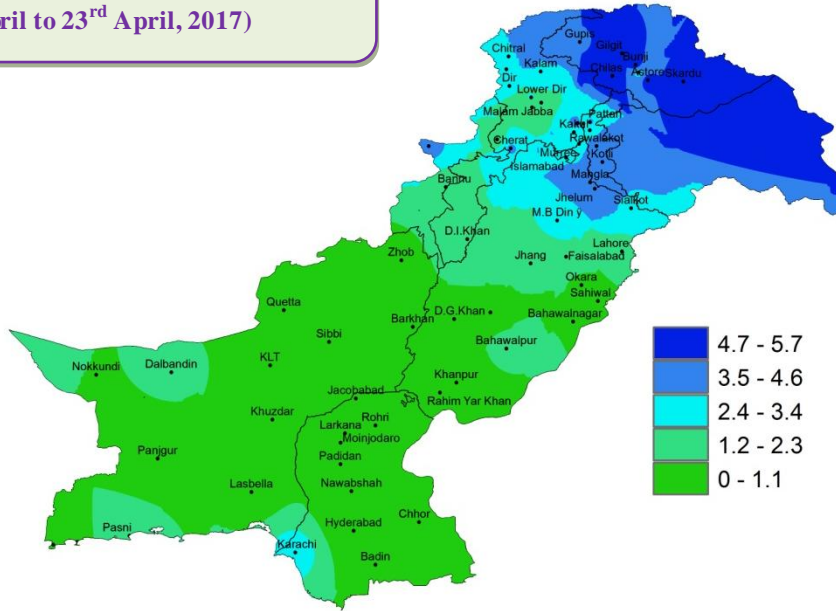 ril to 23rd April, 2017)
Gupis
Chitral
Gilgit
Bunji
Kalam
Chilas
Astore
Skardu
Dir
Lower Dir
Malam Jabba
Pattan
Kakul
Cherat
Rawalakot
Murree
Kotli
Islamabad
Bannu
Mangla
Jhelum
Sialkot
M.B Din y
D.I.Khan
Lahore
Zhob
Jhang
Faisalabad
Okara
Sahiwal
Quetta
D.G.Khan
Bahawalnagar
Barkhan
Sibbi
Bahawalpur
4.7 - 5.7
Nokkundi
Dalbandin
KLT
Khanpur
3.5 - 4.6
Jacobabad
Rahim Yar Khan
2.4 - 3.4
Khuzdar
Rohri
Larkana
Moinjodaro
1.2 - 2.3
Panjgur
Padidan
0 - 1.1
Lasbella
Nawabshah
Pasni
Hyderabad
Chhor
Karachi
Badin